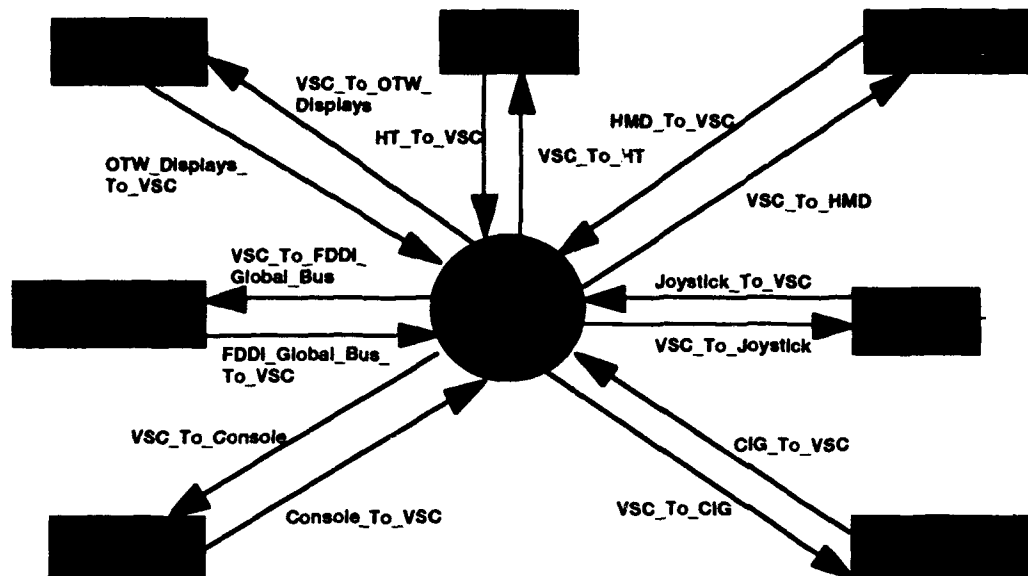 VSC_To_OTW_
Displays
HT_To_VSC
HMD_To_VSC
VSC_To_HT
OTW_Displays_
To_VSC
VSC_To_HMD
VSC_To_FDDI_
Global_Bus
Joystick_To_VSC
FDDI_Global_Bus_
To_VSC
VSC_To_Joystick
VSC_To_Console
CIG_To_VSC
Console_To_VSC
VSC_To_CIG